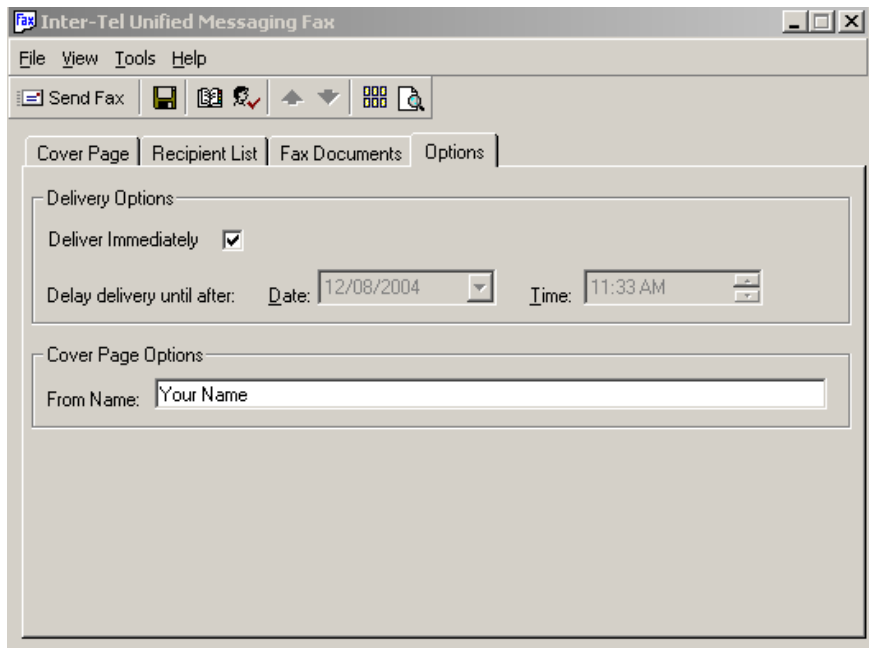 Fax Inter-Tel Unified Messaging Fax
File View Tools Help
Send Fax
Cover Page Recipient List Fax Documents Options
Delivery Options
Deliver Immediately
Delay delivery until after: Date: 12/08/2004 Time: 11:33 AM
Cover Page Options
From Name: Your Name